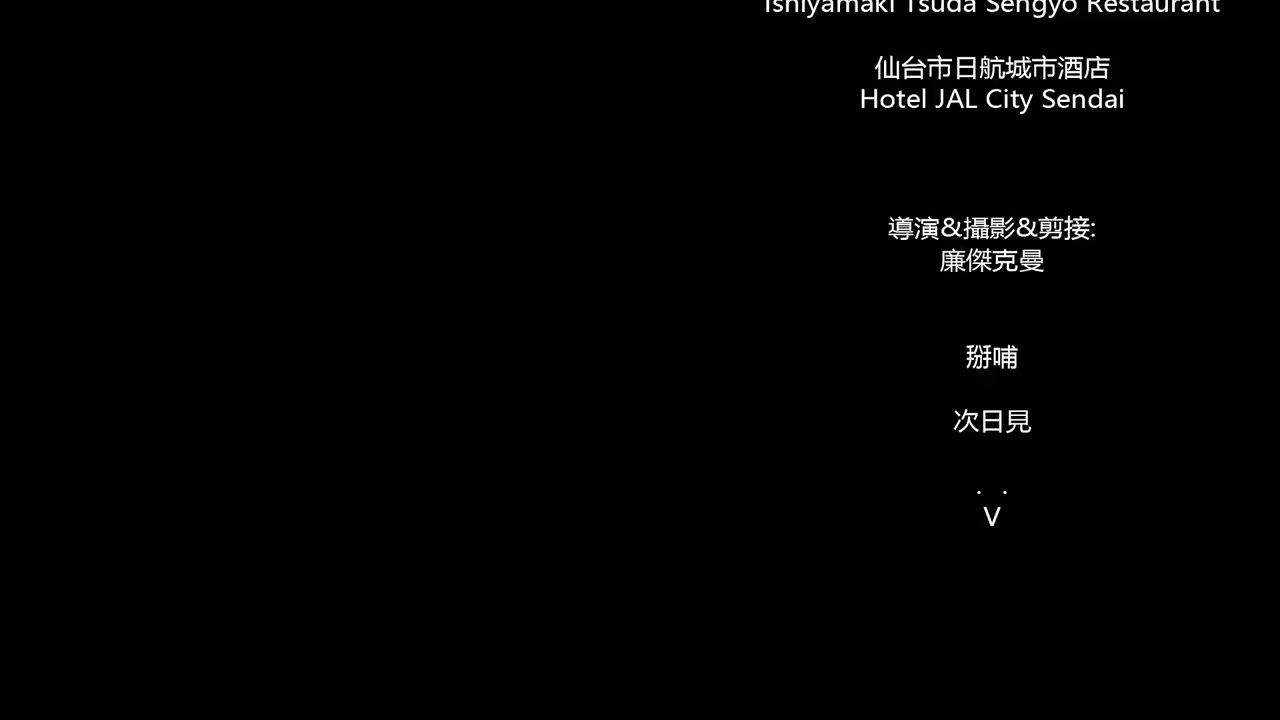 Ishiyamaki Tsuda Sengyo Restaurant
仙台市日航城市酒店
Hotel JAL City Sendai
導演&攝影&剪接:
廉傑克曼
掰哺
次日見
. .
V